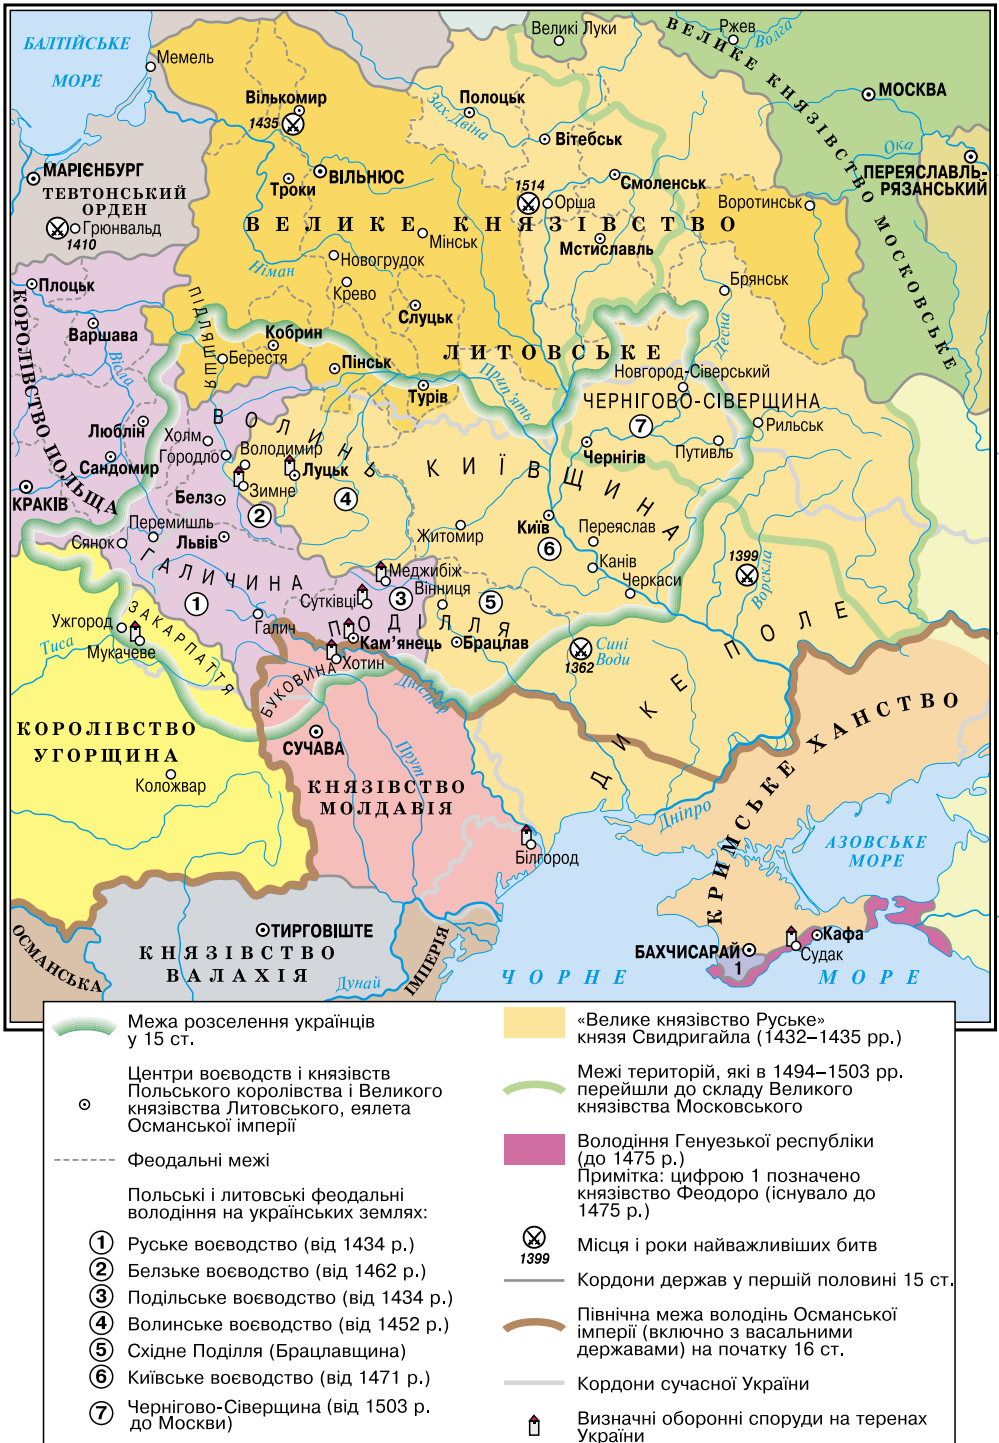 БАЛТІЙСЬКЕ
МОРЕ
Мемель
Великі Луки
Ржев
Волга
ВЕЛИКЕ КНЯЗІВСТВО МОСКОВСЬКЕ
МОСКВА
Вількомир
1435
Полоцьк
Зах. Двіна
Вітебськ
Ока
ПЕРЕЯСЛАВЛЬ-
РЯЗАНСЬКИЙ
МАРІЄНБУРГ
ТЕВТОНСЬКИЙ
ОРДЕН
Грюнвальд
1410
Троки
ВІЛЬНЮС
1514
Орша
Смоленськ
Воротинськ
ВЕЛИКЕ КНЯЗІВСТВО
Мстиславль
Мінськ
Німан
Новогрудок
Крево
Слуцьк
Брянськ
Десна
Плоцьк
Варшава
КОРОЛІВСТВО ПОЛЬЩА
Вісла
ПІДЛЯШШЯ
Кобрин
Берестя
Пінськ
ЛИТОВСЬКЕ
Турів
Прип'ять
Новгород-Сіверський
ЧЕРНІГОВО-СІВЕРЩИНА
7
Рильськ
Путивль
Чернігів
Люблін
Сандомир
КРАКІВ
ВОЛИНЬ
Холм
Городло
Володимир
Луцьк
Зимне
4
Белз
2
КИЇВЩИНА
Перемишль
Сянок
Львів
Житомир
Київ
6
Переяслав
Канів
Черкаси
1399
Ворскла
ГАЛИЧИНА
1
Меджибіж
Сутківці
3
Вінниця
5
ПОДІЛЛЯ
Галич
Кам'янець
Брацлав
Хотин
Ужгород
Тиса
Мукачеве
ЗАКАРПАТТЯ
БУКОВИНА
Дністер
1362
Сині
Води
ДИКЕ ПОЛЕ
КОРОЛІВСТВО
УГОРЩИНА
Коложвар
СУЧАВА
Прут
КНЯЗІВСТВО
МОЛДАВІЯ
Дніпро
КРИМСЬКЕ ХАНСТВО
Білгород
АЗОВСЬКЕ
МОРЕ
ОСМАНСЬКА
ІМПЕРІЯ
ТИРГОВІШТЕ
КНЯЗІВСТВО
ВАЛАХІЯ
Дунай
ЧОРНЕ МОРЕ
БАХЧИСАРАЙ
1
Кафа
Судак
Межа розселення українців
у 15 ст.
Центри воєводств і князівств
Польського королівства і Великого
князівства Литовського, еялета
Османської імперії
Феодальні межі
Польські і литовські феодальні
володіння на українських землях:
1 Руське воєводство (від 1434 р.)
2 Белзьке воєводство (від 1462 р.)
3 Подільське воєводство (від 1434 р.)
4 Волинське воєводство (від 1452 р.)
5 Східне Поділля (Брацлавщина)
6 Київське воєводство (від 1471 р.)
7 Чернігово-Сіверщина (від 1503 р.
до Москви)
«Велике князівство Руське»
князя Свидригайла (1432–1435 рр.)
Межі територій, які в 1494–1503 рр.
перейшли до складу Великого
князівства Московського
Володіння Генуезької республіки
(до 1475 р.)
Примітка: цифрою 1 позначено
князівство Феодоро (існувало до
1475 р.)
1399
Місця і роки найважливіших битв
Кордони держав у першій половині 15 ст.
Північна межа володінь Османської
імперії (включно з васальними
державами) на початку 16 ст.
Кордони сучасної України
Визначні оборонні споруди на теренах
України